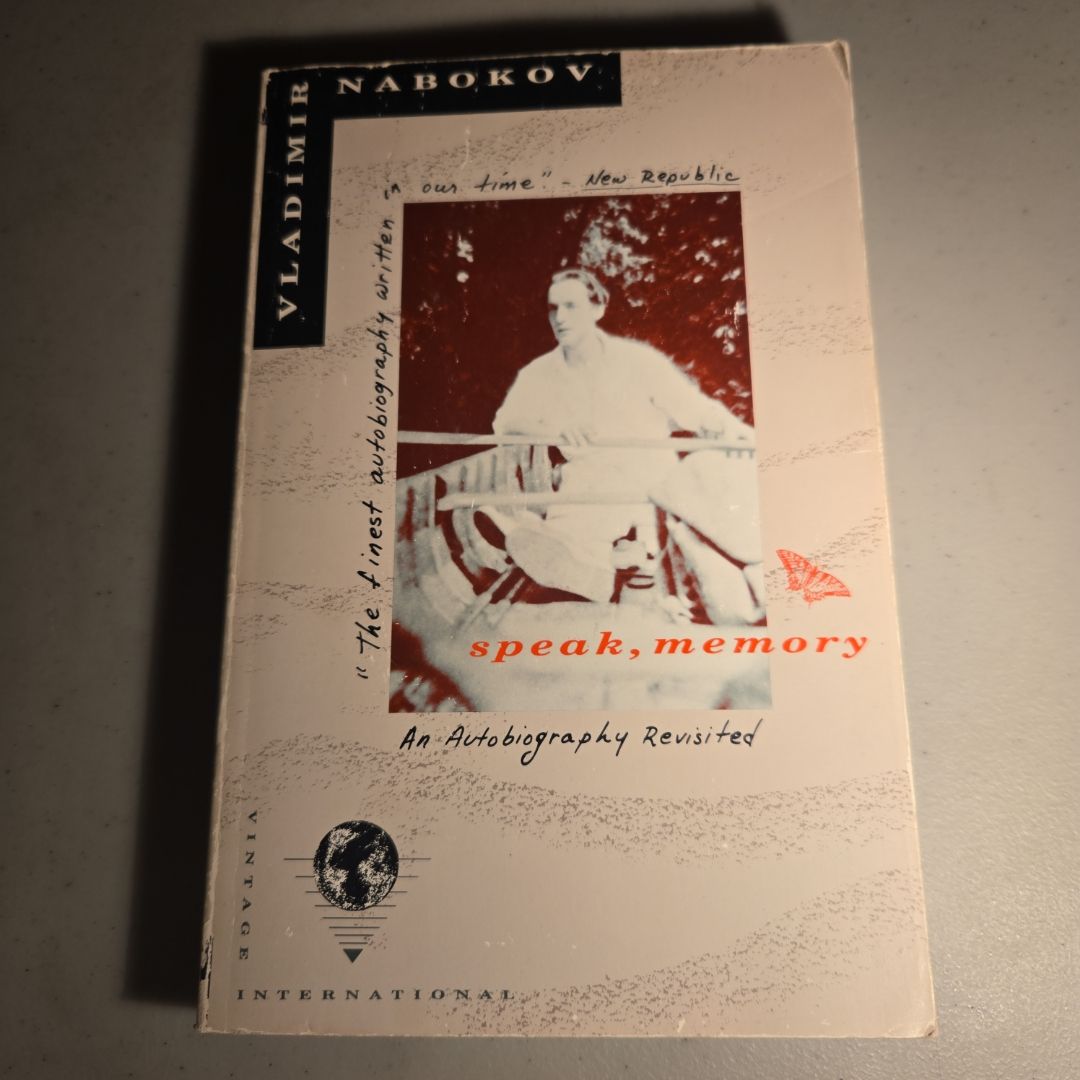 VLADIMIR
NABOKOV
"The finest autobiography written
in our time." - New Republic
speak, memory
An Autobiography Revisited
VINTAGE
INTERNATIONAL